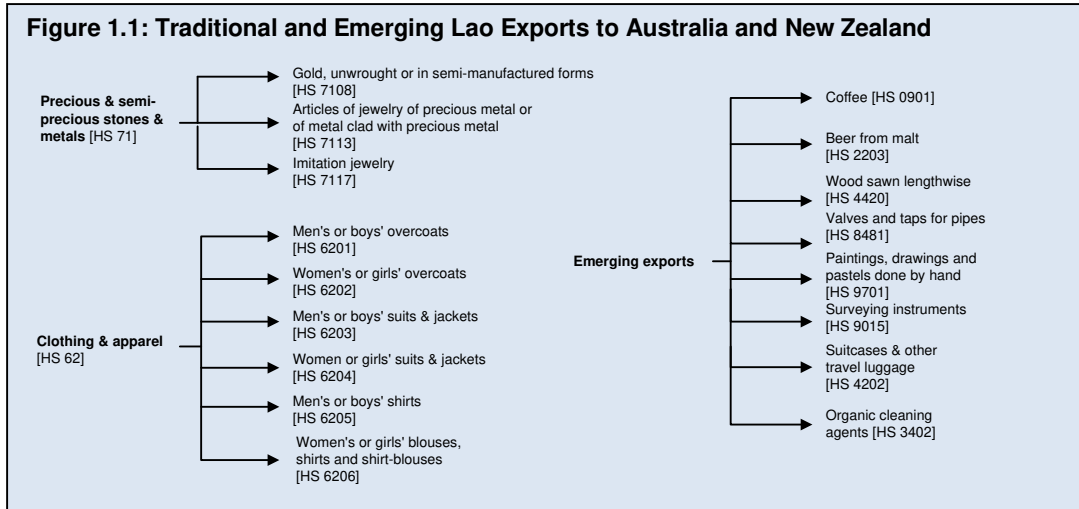 Figure 1.1: Traditional and Emerging Lao Exports to Australia and New Zealand
Precious & semi-
precious stones &
metals [HS 71]
Gold, unwrought or in semi-manufactured forms
[HS 7108]
Articles of jewelry of precious metal or
of metal clad with precious metal
[HS 7113]
Imitation jewelry
[HS 7117]
Clothing & apparel
[HS 62]
Men's or boys' overcoats
[HS 6201]
Women's or girls' overcoats
[HS 6202]
Men's or boys' suits & jackets
[HS 6203]
Women or girls' suits & jackets
[HS 6204]
Men's or boys' shirts
[HS 6205]
Women's or girls' blouses,
shirts and shirt-blouses
[HS 6206]
Emerging exports
Coffee [HS 0901]
Beer from malt
[HS 2203]
Wood sawn lengthwise
[HS 4420]
Valves and taps for pipes
[HS 8481]
Paintings, drawings and
pastels done by hand
[HS 9701]
Surveying instruments
[HS 9015]
Suitcases & other
travel luggage
[HS 4202]
Organic cleaning
agents [HS 3402]